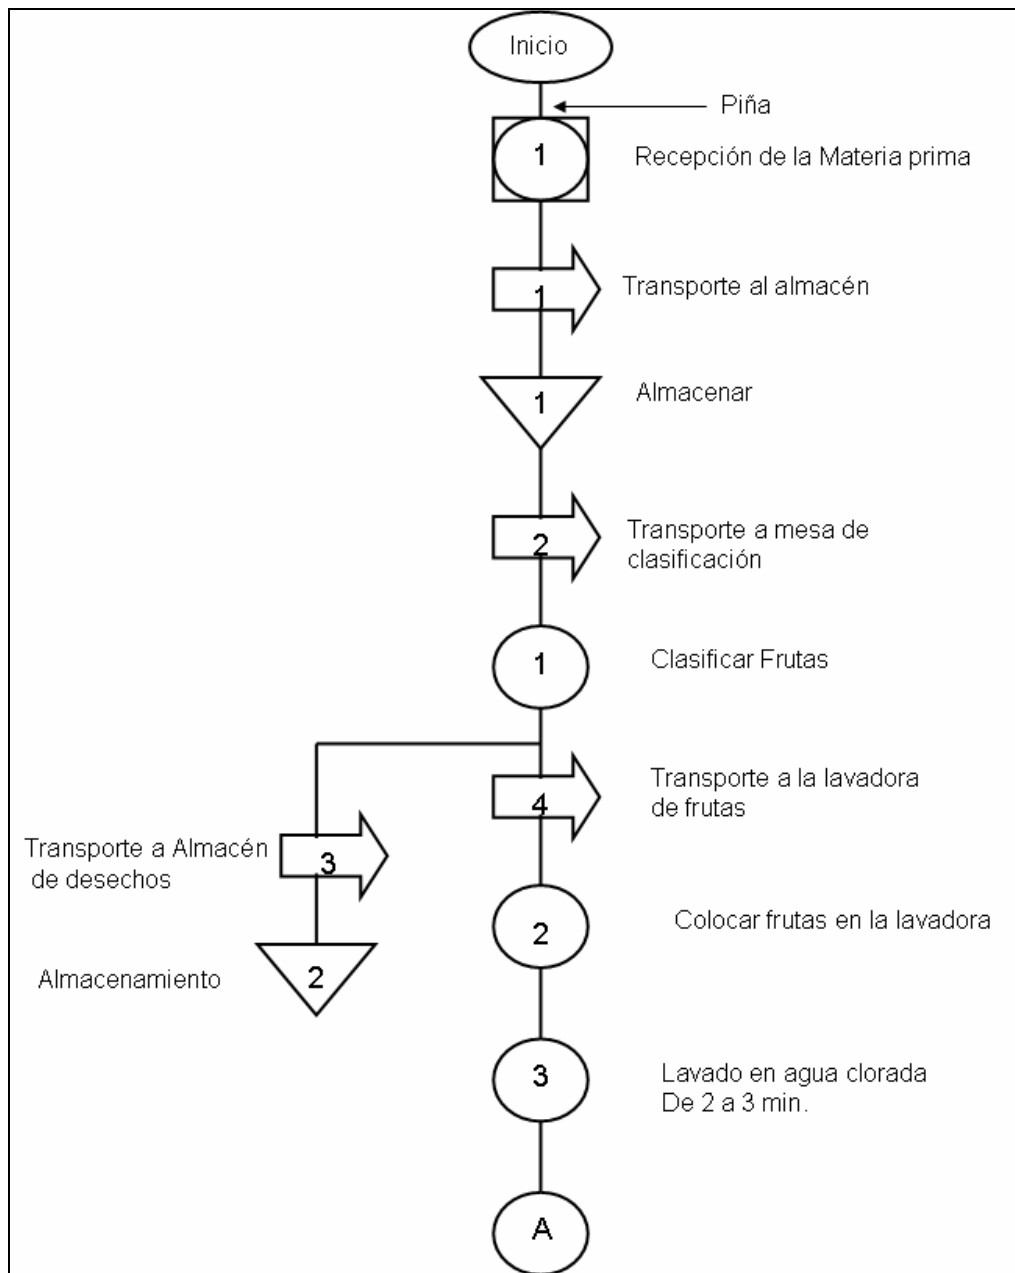 Inicio
Piña
1
Recepción de la Materia prima
1
Transporte al almacén
1
Almacenar
2
Transporte a mesa de
clasificación
1
Clasificar Frutas
4
Transporte a la lavadora
de frutas
Transporte a Almacén
de desechos
3
2
Colocar frutas en la lavadora
Almacenamiento
2
3
Lavado en agua clorada
De 2 a 3 min.
A